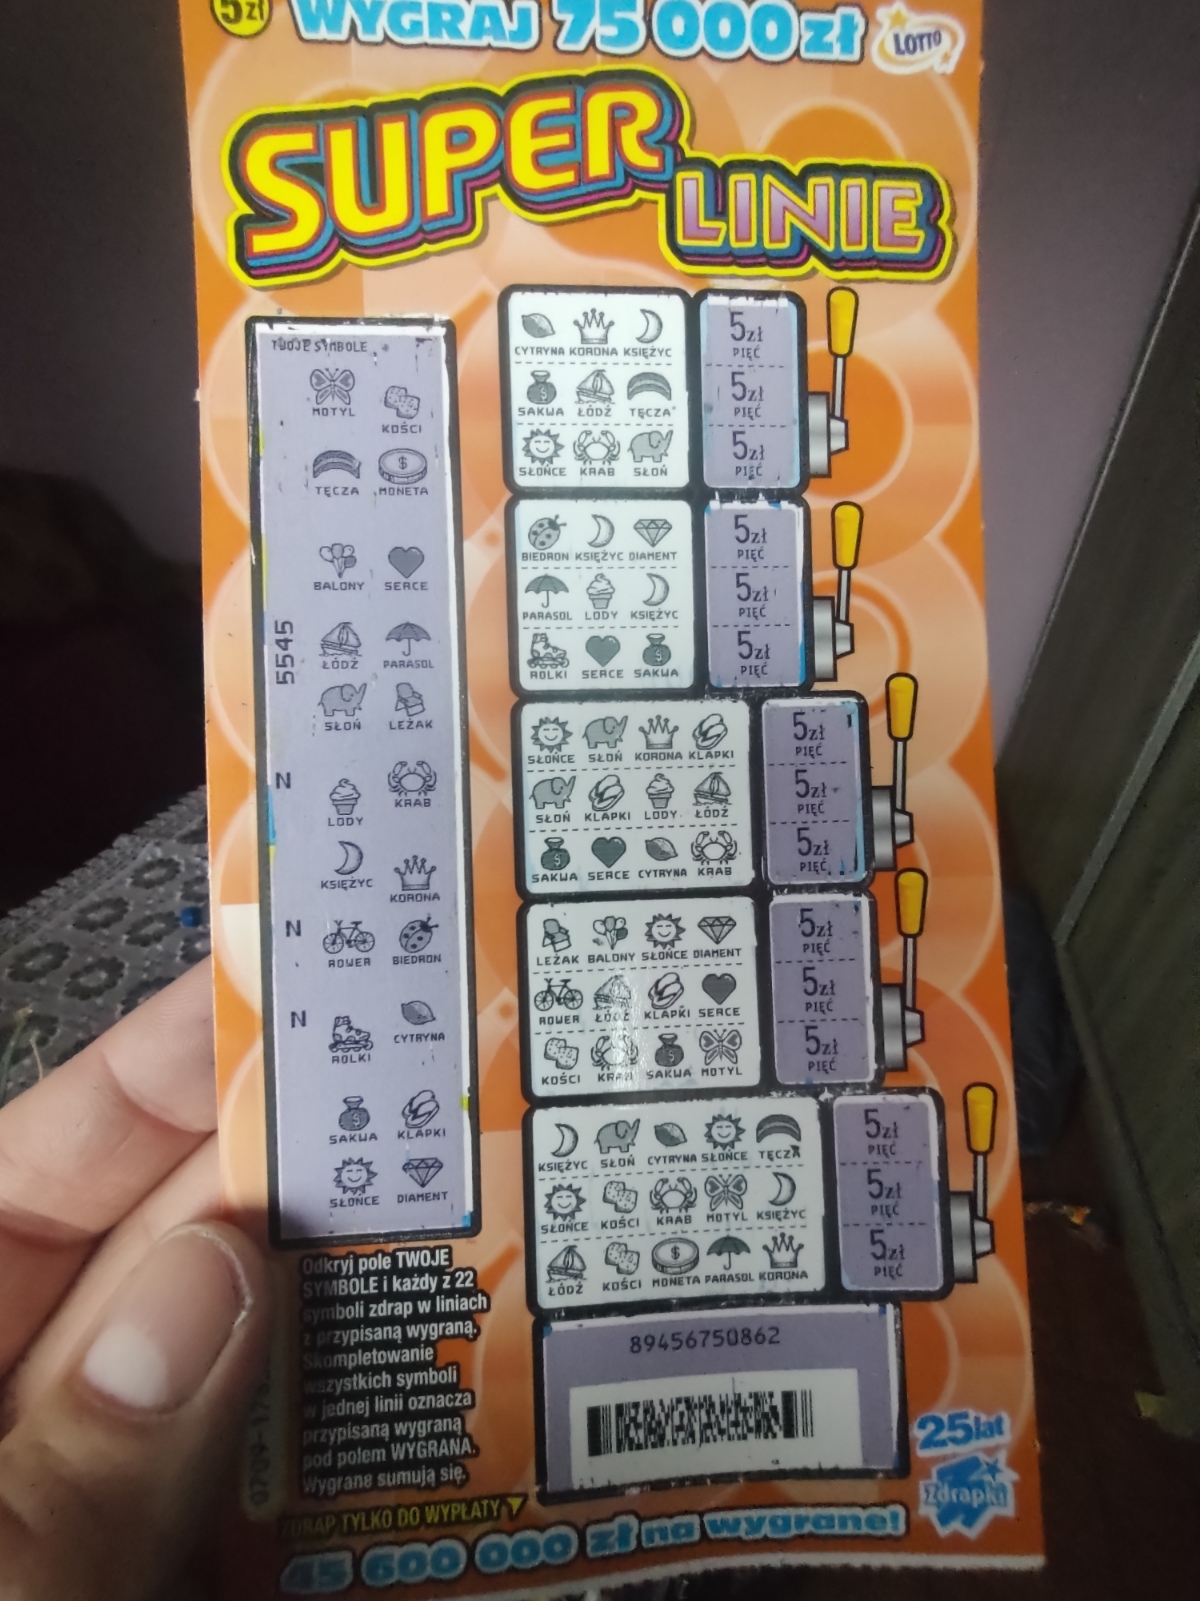 5zł WYGRAJ 75 000 zł LOTTO
SUPER
LINIE
TWOJE SYMBOLE
MOTYL KOŚCI
TĘCZA MONETA
BALONY SERCE
5545
ŁÓDŹ PARASOL
SŁOŃ LEŻAK
N
LODY KRAB
KSIĘŻYC KORONA
N
ROWER BIEDRON
N
ROLKI CYTRYNA
SAKWA KLAPKI
SŁOŃCE DIAMENT
CYTRYNA KORONA KSIĘŻYC 5zł PIĘĆ
SAKWA ŁÓDŹ TĘCZA 5zł PIĘĆ
SŁOŃCE KRAB SŁOŃ 5zł PIĘĆ
BIEDRON KSIĘŻYC DIAMENT 5zł PIĘĆ
PARASOL LODY KSIĘŻYC 5zł PIĘĆ
ROLKI SERCE SAKWA 5zł PIĘĆ
SŁOŃCE SŁOŃ KORONA KLAPKI 5zł PIĘĆ
SŁOŃ KLAPKI LODY ŁÓDŹ 5zł PIĘĆ
SAKWA SERCE CYTRYNA KRAB 5zł PIĘĆ
LEŻAK BALONY SŁOŃCE DIAMENT 5zł PIĘĆ
ROWER ŁÓDŹ KLAPKI SERCE 5zł PIĘĆ
KOŚCI KRAB SAKWA MOTYL 5zł PIĘĆ
KSIĘŻYC SŁOŃ CYTRYNA SŁOŃCE TĘCZA 5zł PIĘĆ
SŁOŃCE KOŚCI KRAB MOTYL KSIĘŻYC 5zł PIĘĆ
ŁÓDŹ KOŚCI MONETA PARASOL KORONA 5zł PIĘĆ
89456750862
Odkryj pole TWOJE
SYMBOLE i każdy z 22
symboli zdrap w liniach
z przypisaną wygraną.
Skompletowanie
wszystkich symboli
w jednej linii oznacza
przypisaną wygraną
pod polem WYGRANA.
Wygrane sumują się.
25 lat
Zdrapki
ZDRAP TYLKO DO WYPŁATY
45 600 000 zł na wygrane!